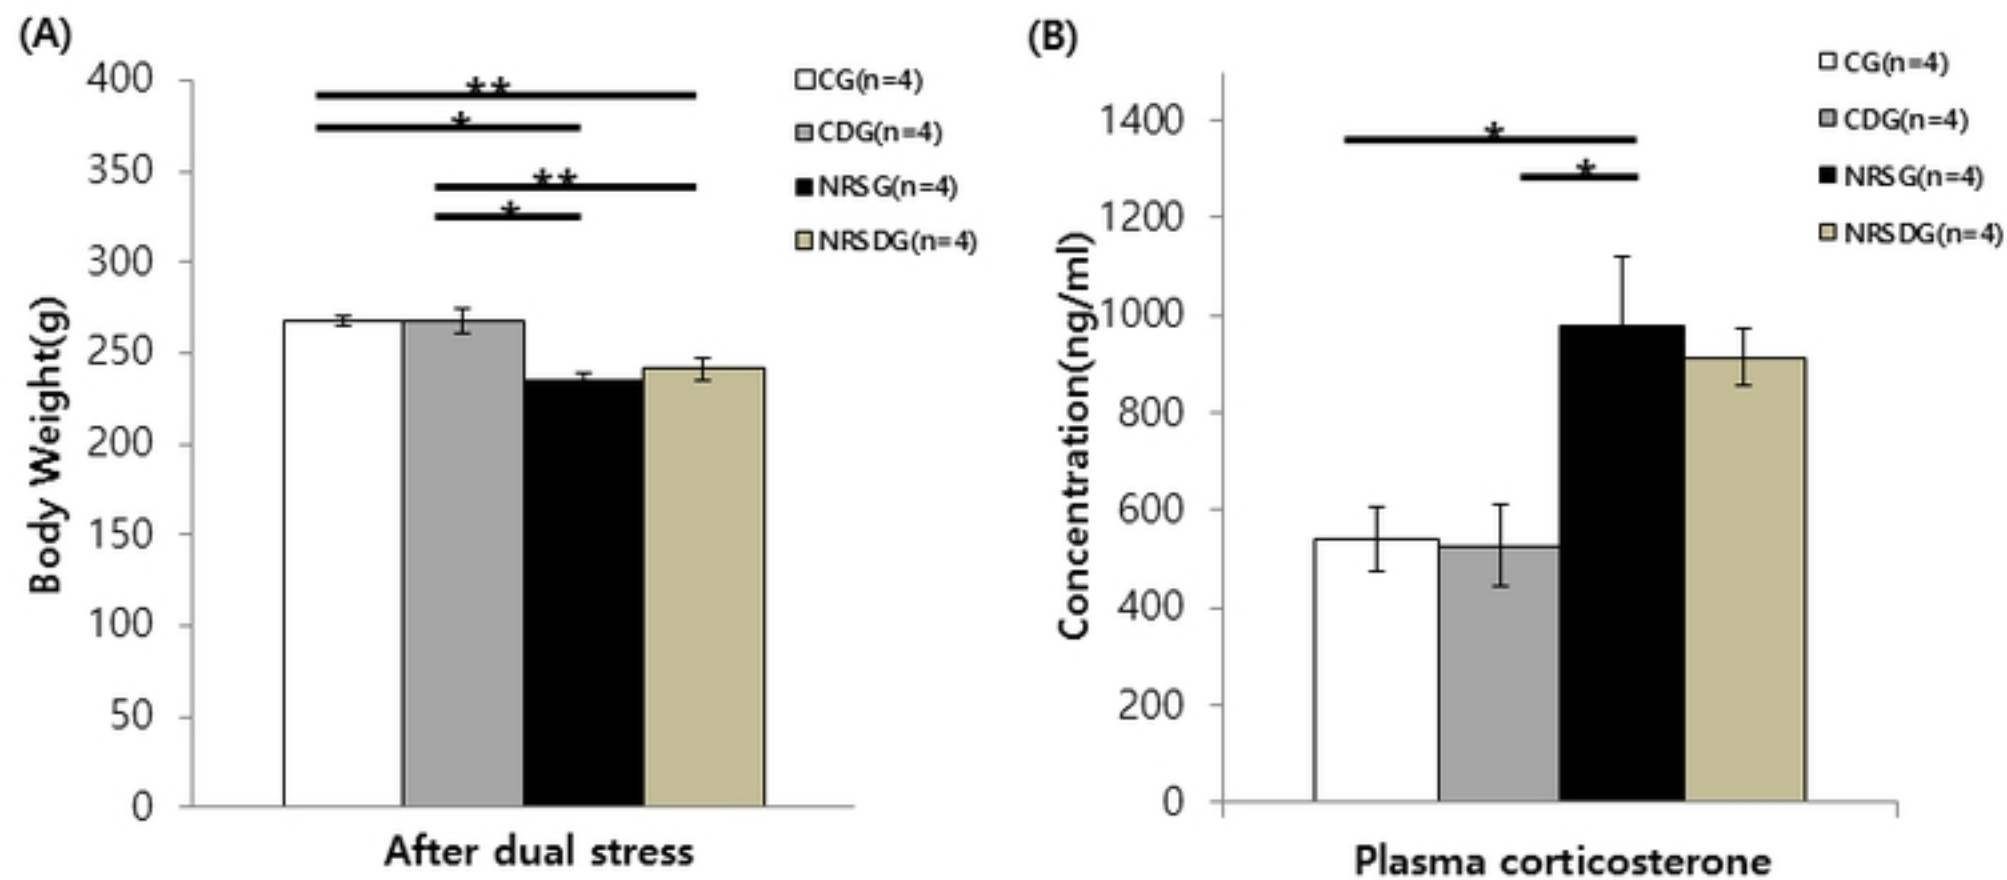 (A)
400
350
300
250
200
150
100
50
0
Body Weight(g)
**
*
**
*
After dual stress
CG(n=4)
CDG(n=4)
NRSG(n=4)
NRSDG(n=4)
(B)
1400
1200
1000
800
600
400
200
0
Concentration(ng/ml)
*
*
Plasma corticosterone
CG(n=4)
CDG(n=4)
NRSG(n=4)
NRSDG(n=4)